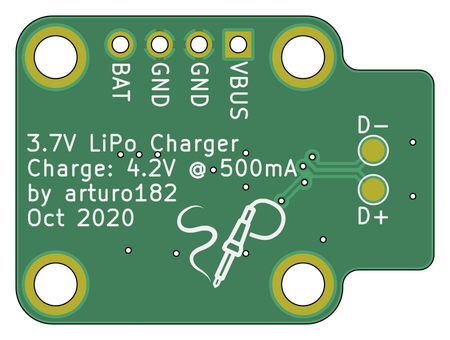 BAT
GND
GND
VBUS
D-
3.7V LiPo Charger
Charge: 4.2V @ 500mA
by arturo182
Oct 2020
D+